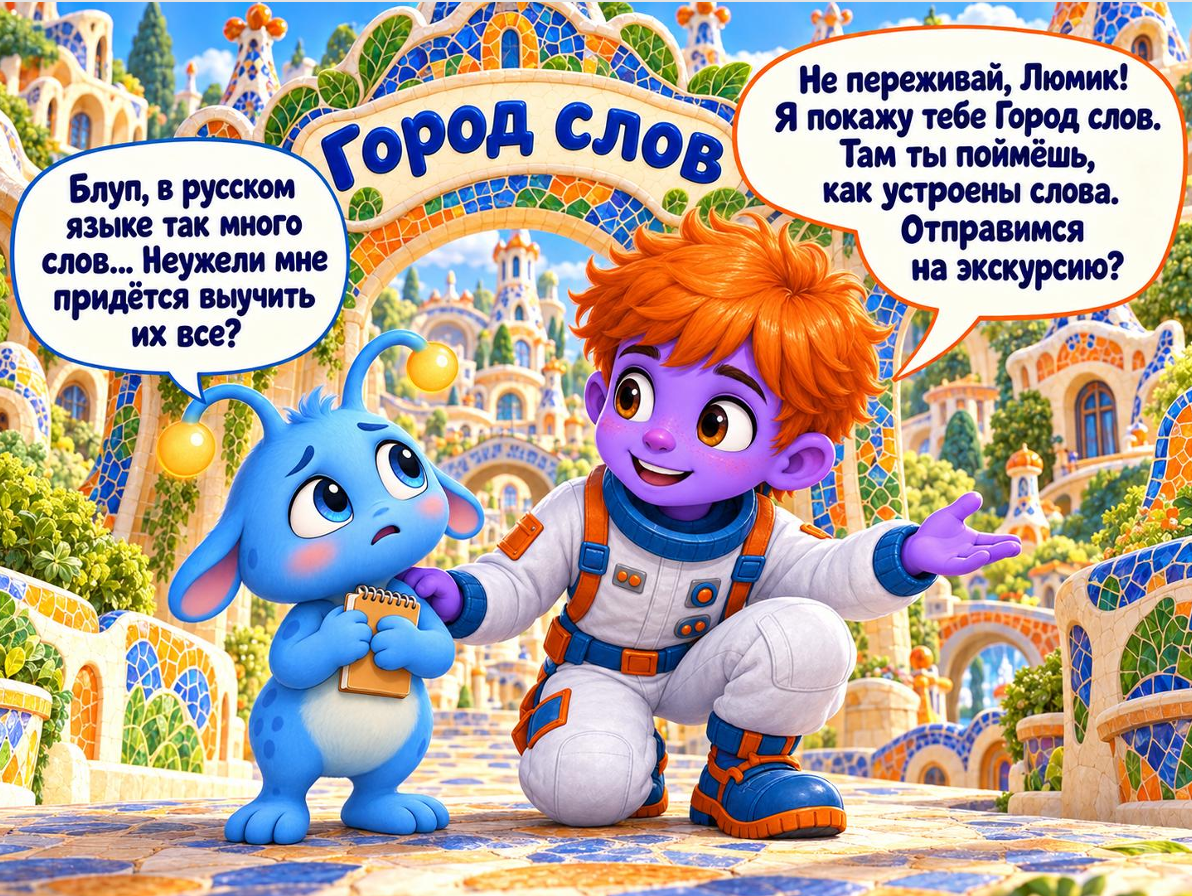 Город слов
Блуп, в русском
языке так много
слов... Неужели мне
придётся выучить
их все?
Не переживай, Люмик!
Я покажу тебе Город слов.
Там ты поймёшь,
как устроены слова.
Отправимся
на экскурсию?